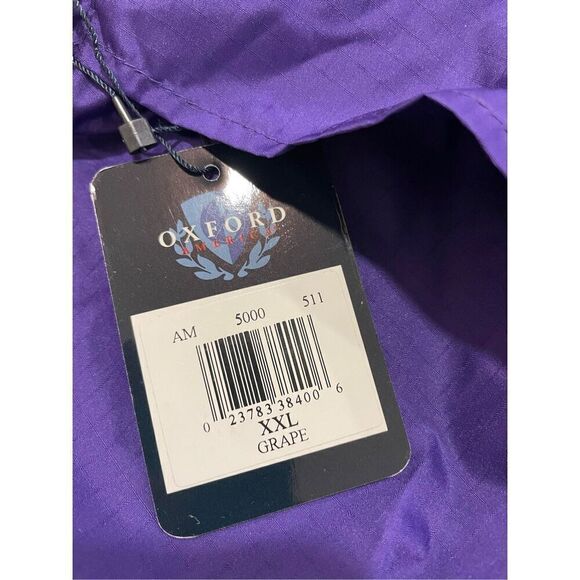 OXFORD
AMERICA
AM 5000 511
0 23783 38400 6
XXL
GRAPE